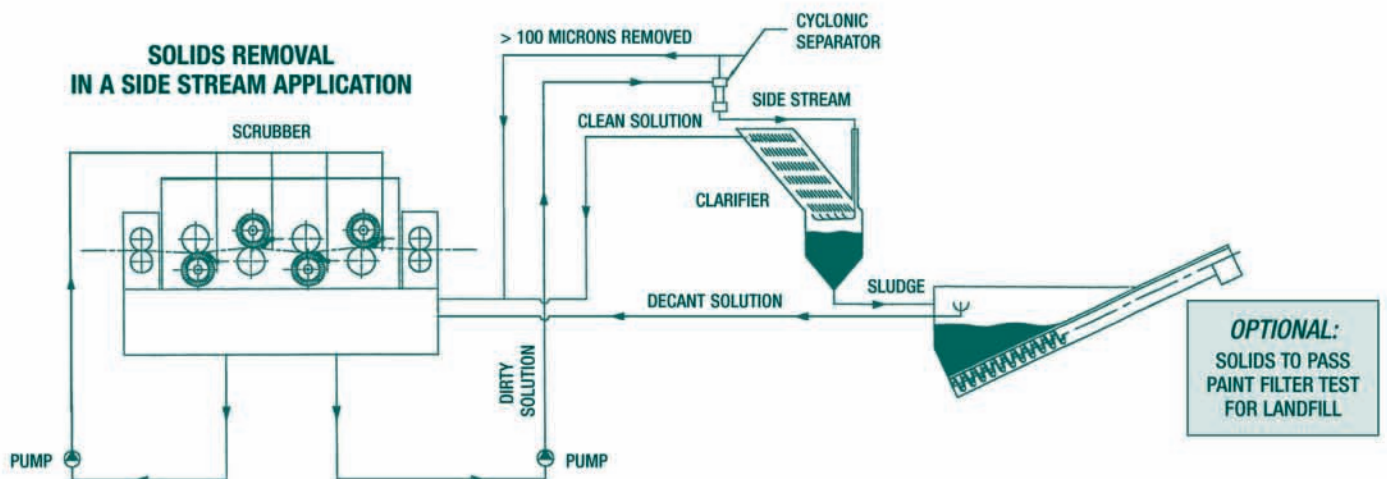 SOLIDS REMOVAL
IN A SIDE STREAM APPLICATION
> 100 MICRONS REMOVED
CYCLONIC
SEPARATOR
SIDE STREAM
CLEAN SOLUTION
SCRUBBER
CLARIFIER
SLUDGE
DECANT SOLUTION
DIRTY
SOLUTION
PUMP
PUMP
OPTIONAL:
SOLIDS TO PASS
PAINT FILTER TEST
FOR LANDFILL